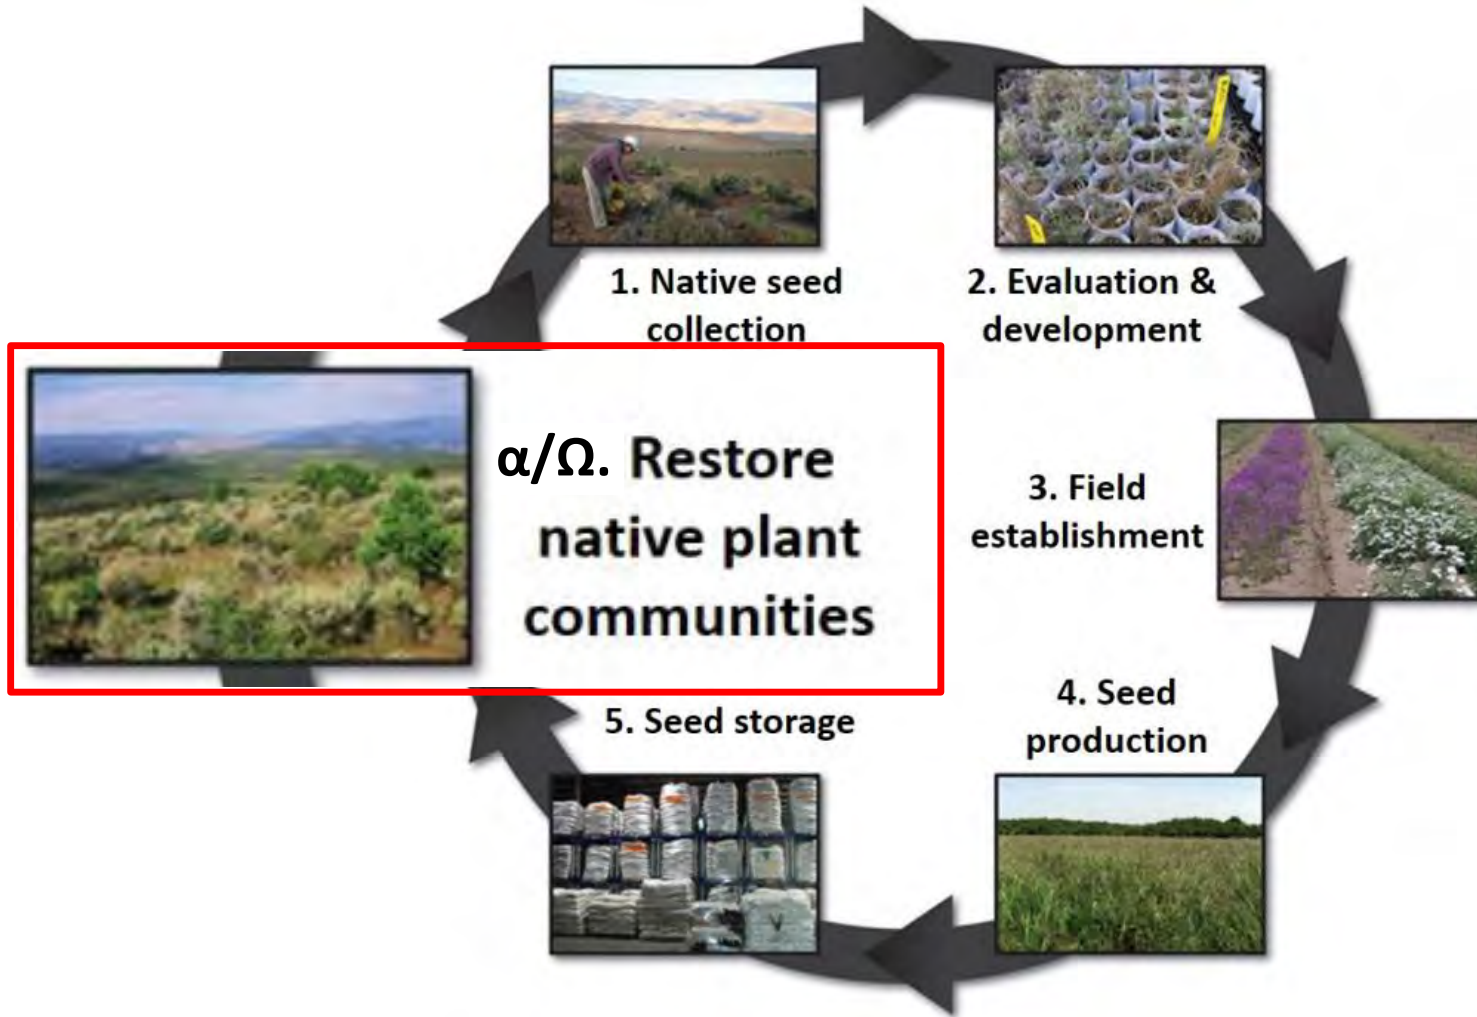 1. Native seed
collection
2. Evaluation &
development
3. Field
establishment
4. Seed
production
5. Seed storage
α/Ω. Restore
native plant
communities